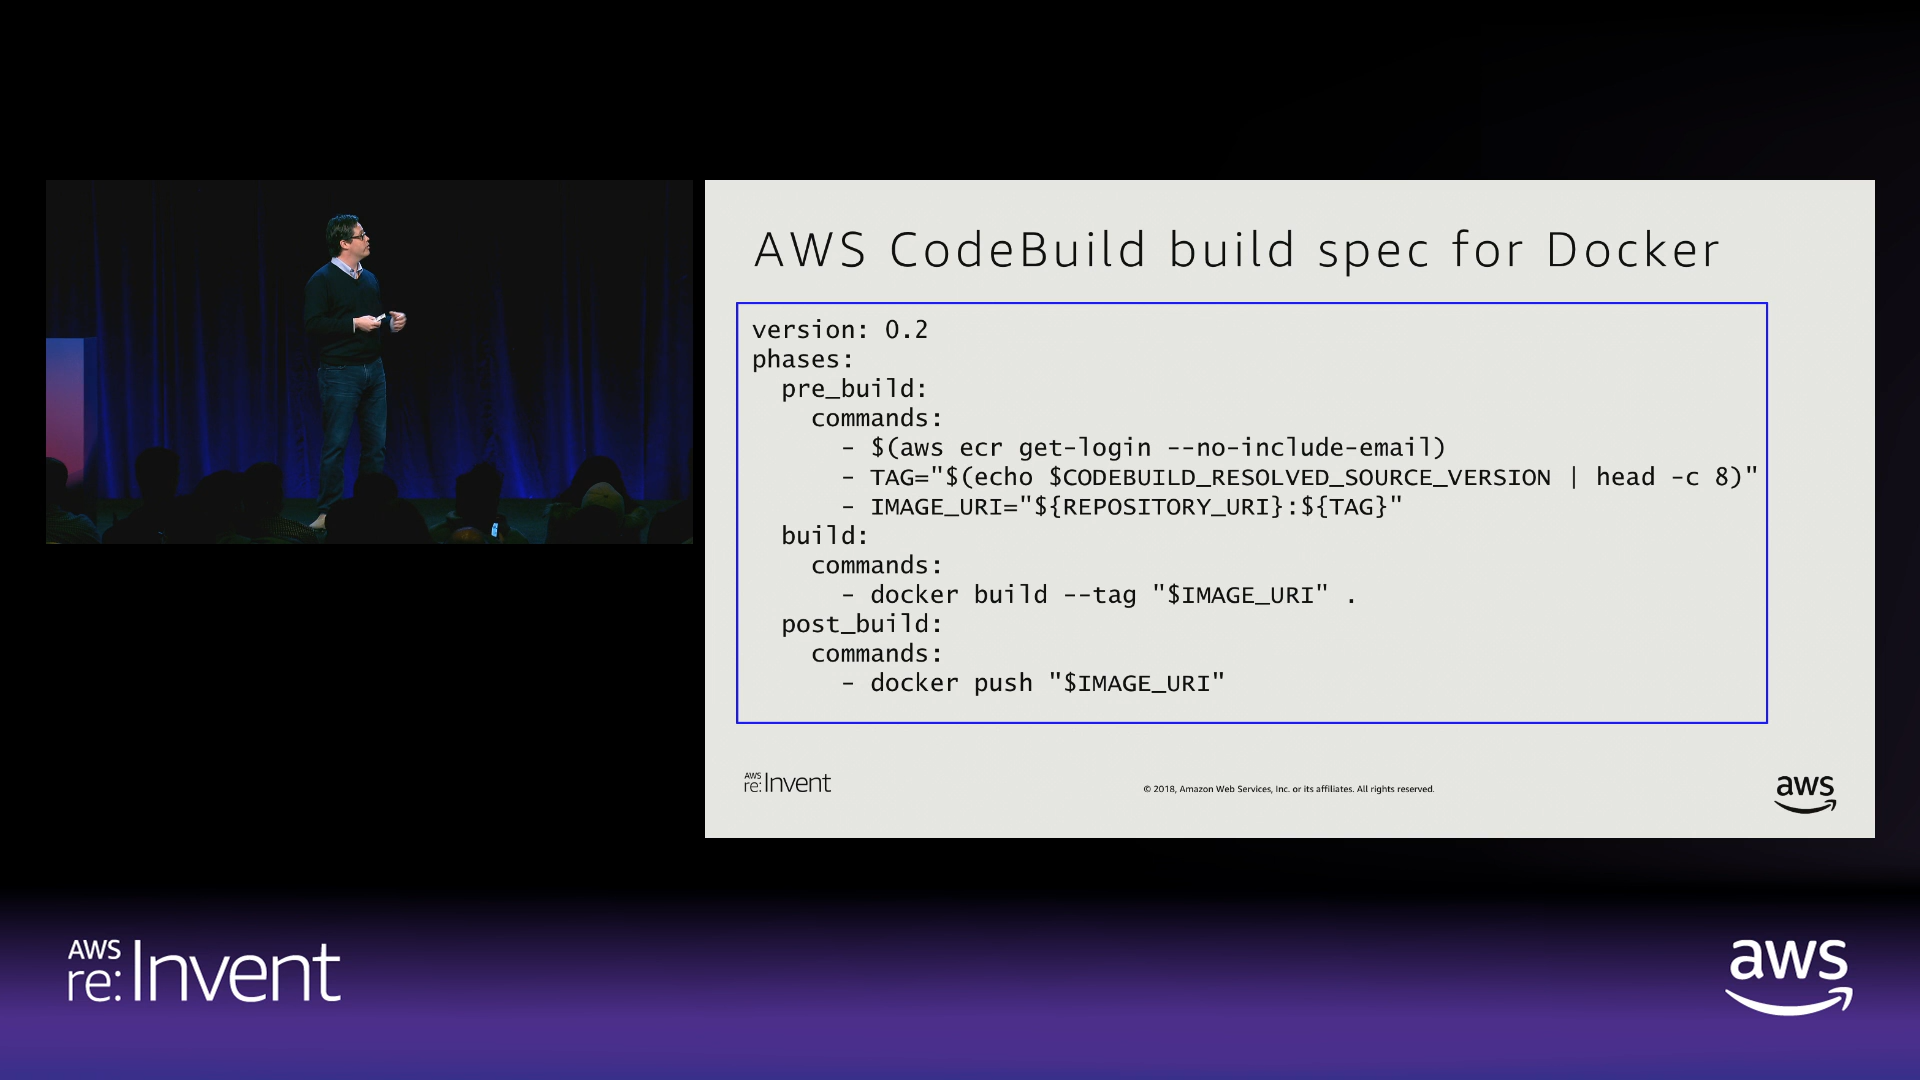 AWS CodeBuild build spec for Docker
version: 0.2
phases:
  pre_build:
    commands:
      - $(aws ecr get-login --no-include-email)
      - TAG="$(echo $CODEBUILD_RESOLVED_SOURCE_VERSION | head -c 8)"
      - IMAGE_URI="${REPOSITORY_URI}:${TAG}"
  build:
    commands:
      - docker build --tag "$IMAGE_URI" .
  post_build:
    commands:
      - docker push "$IMAGE_URI"
AWS re:Invent
© 2018, Amazon Web Services, Inc. or its affiliates. All rights reserved.
aws
AWS re:Invent
aws